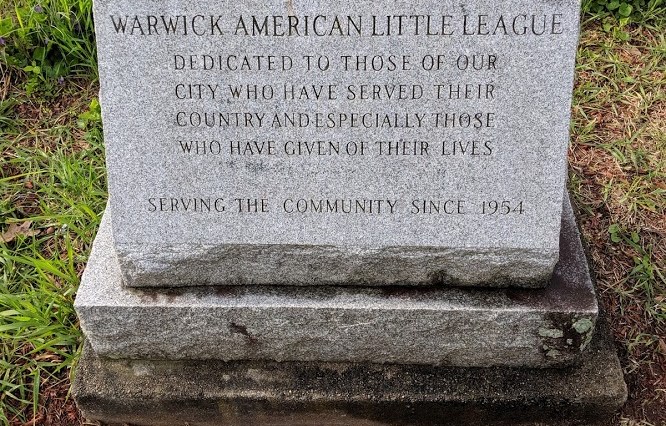 WARWICK AMERICAN LITTLE LEAGUE
DEDICATED TO THOSE OF OUR
CITY WHO HAVE SERVED THEIR
COUNTRY AND ESPECIALLY THOSE
WHO HAVE GIVEN OF THEIR LIVES
SERVING THE COMMUNITY SINCE 1954